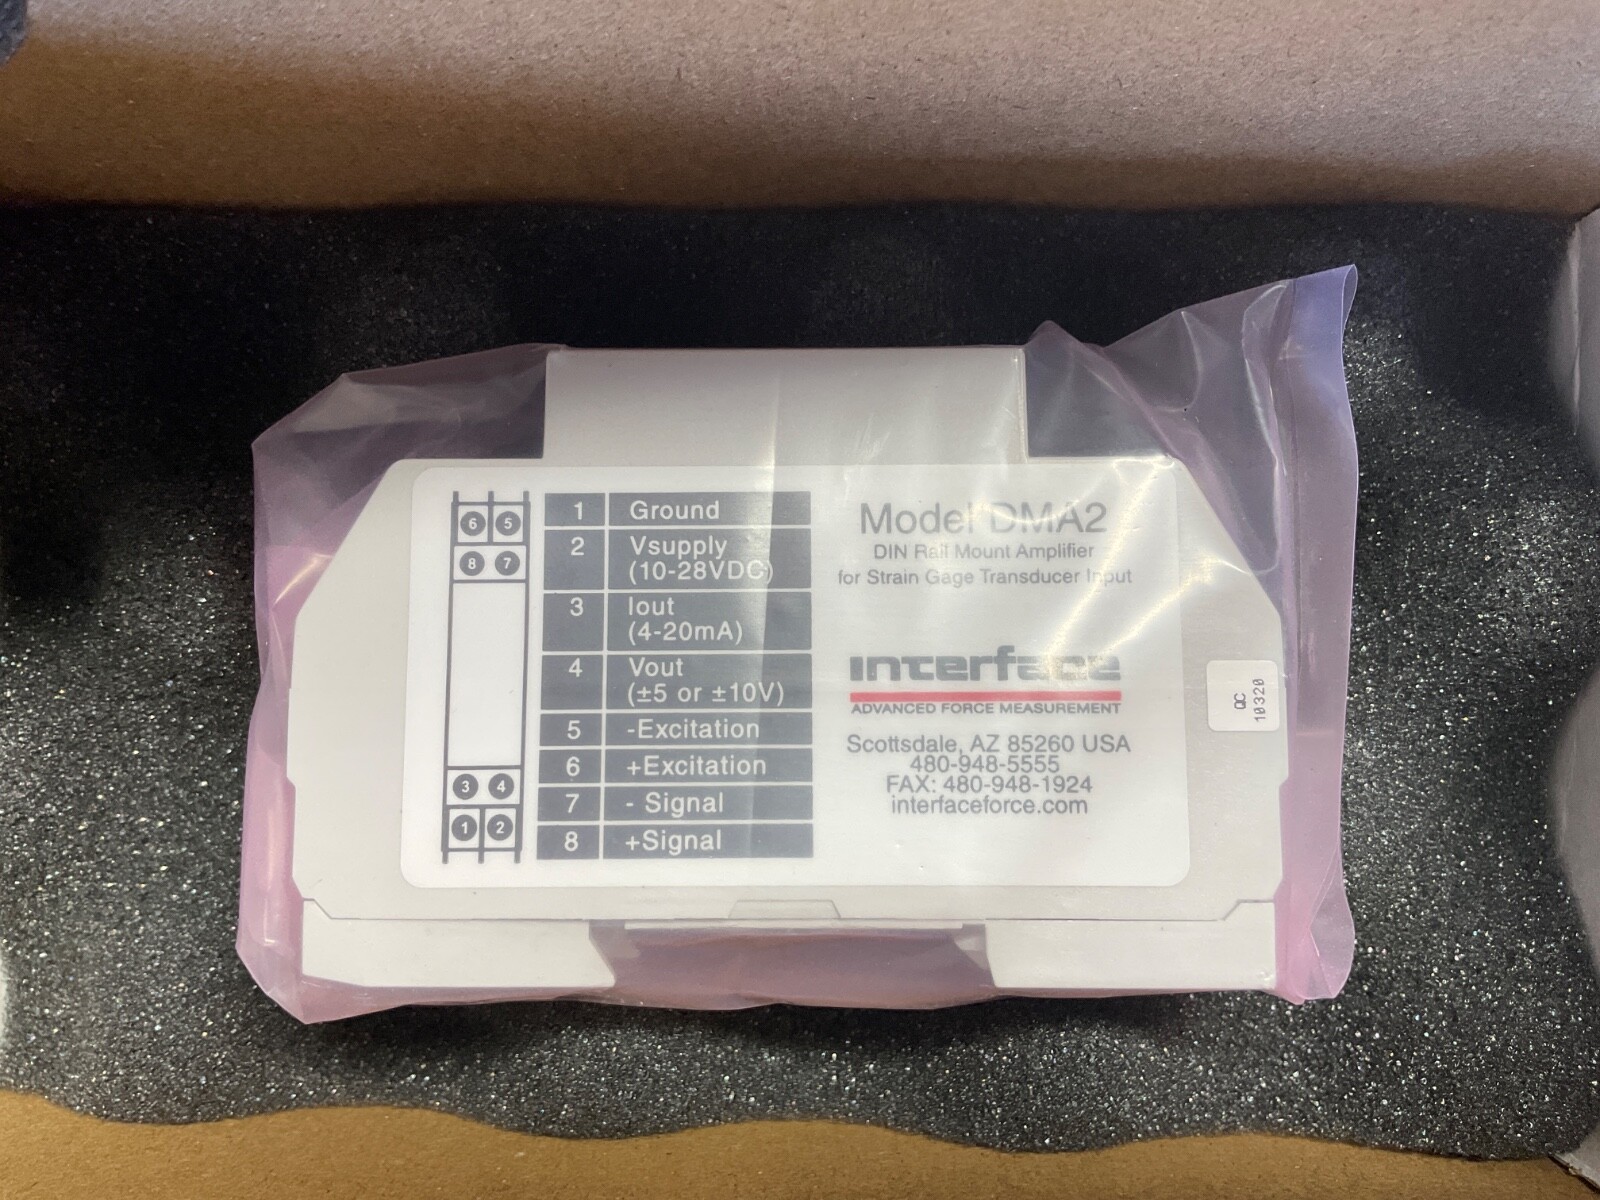 6 5
8 7
3 4
1 2
1 Ground
2 Vsupply
(10-28VDC)
3 Iout
(4-20mA)
4 Vout
(±5 or ±10V)
5 -Excitation
6 +Excitation
7 - Signal
8 +Signal
Model DMA2
DIN Rail Mount Amplifier
for Strain Gage Transducer Input
Interface
ADVANCED FORCE MEASUREMENT
Scottsdale, AZ 85260 USA
480-948-5555
FAX: 480-948-1924
interfaceforce.com
QC
10320